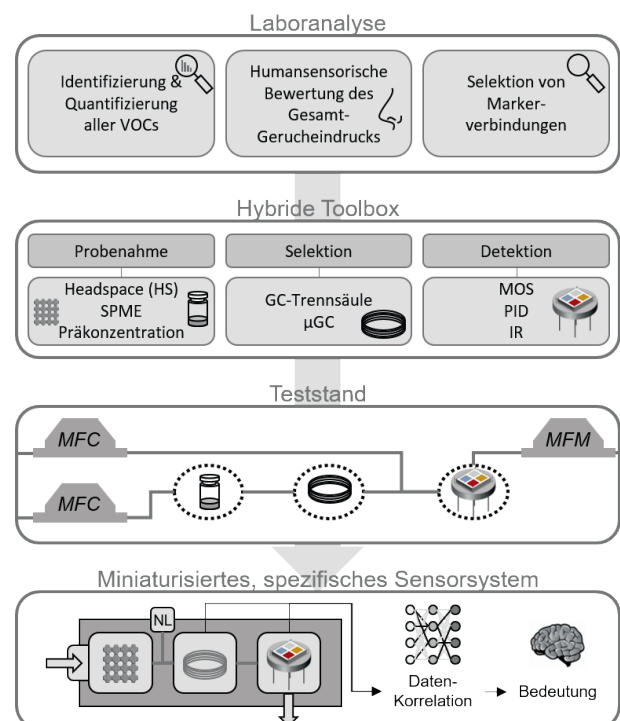 Laboranalyse
Identifizierung &
Quantifizierung
aller VOCs
Humansensorische
Bewertung des
Gesamt-
Gerucheindrucks
Selektion von
Marker-
verbindungen
Hybride Toolbox
Probenahme
Selektion
Detektion
Headspace (HS)
SPME
Präkonzentration
GC-Trennsäule
µGC
MOS
PID
IR
Teststand
MFC
MFM
MFC
Miniaturisiertes, spezifisches Sensorsystem
NL
Daten-
Korrelation
Bedeutung